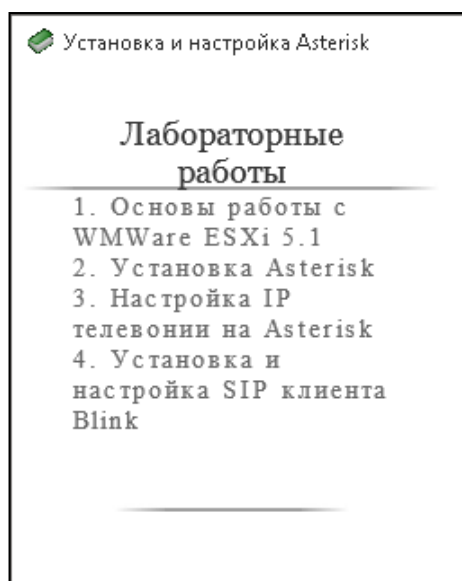 Установка и настройка Asterisk
Лабораторные
работы
1. Основы работы с
WMWare ESXi 5.1
2. Установка Asterisk
3. Настройка IP
телевонии на Asterisk
4. Установка и
настройка SIP клиента
Blink